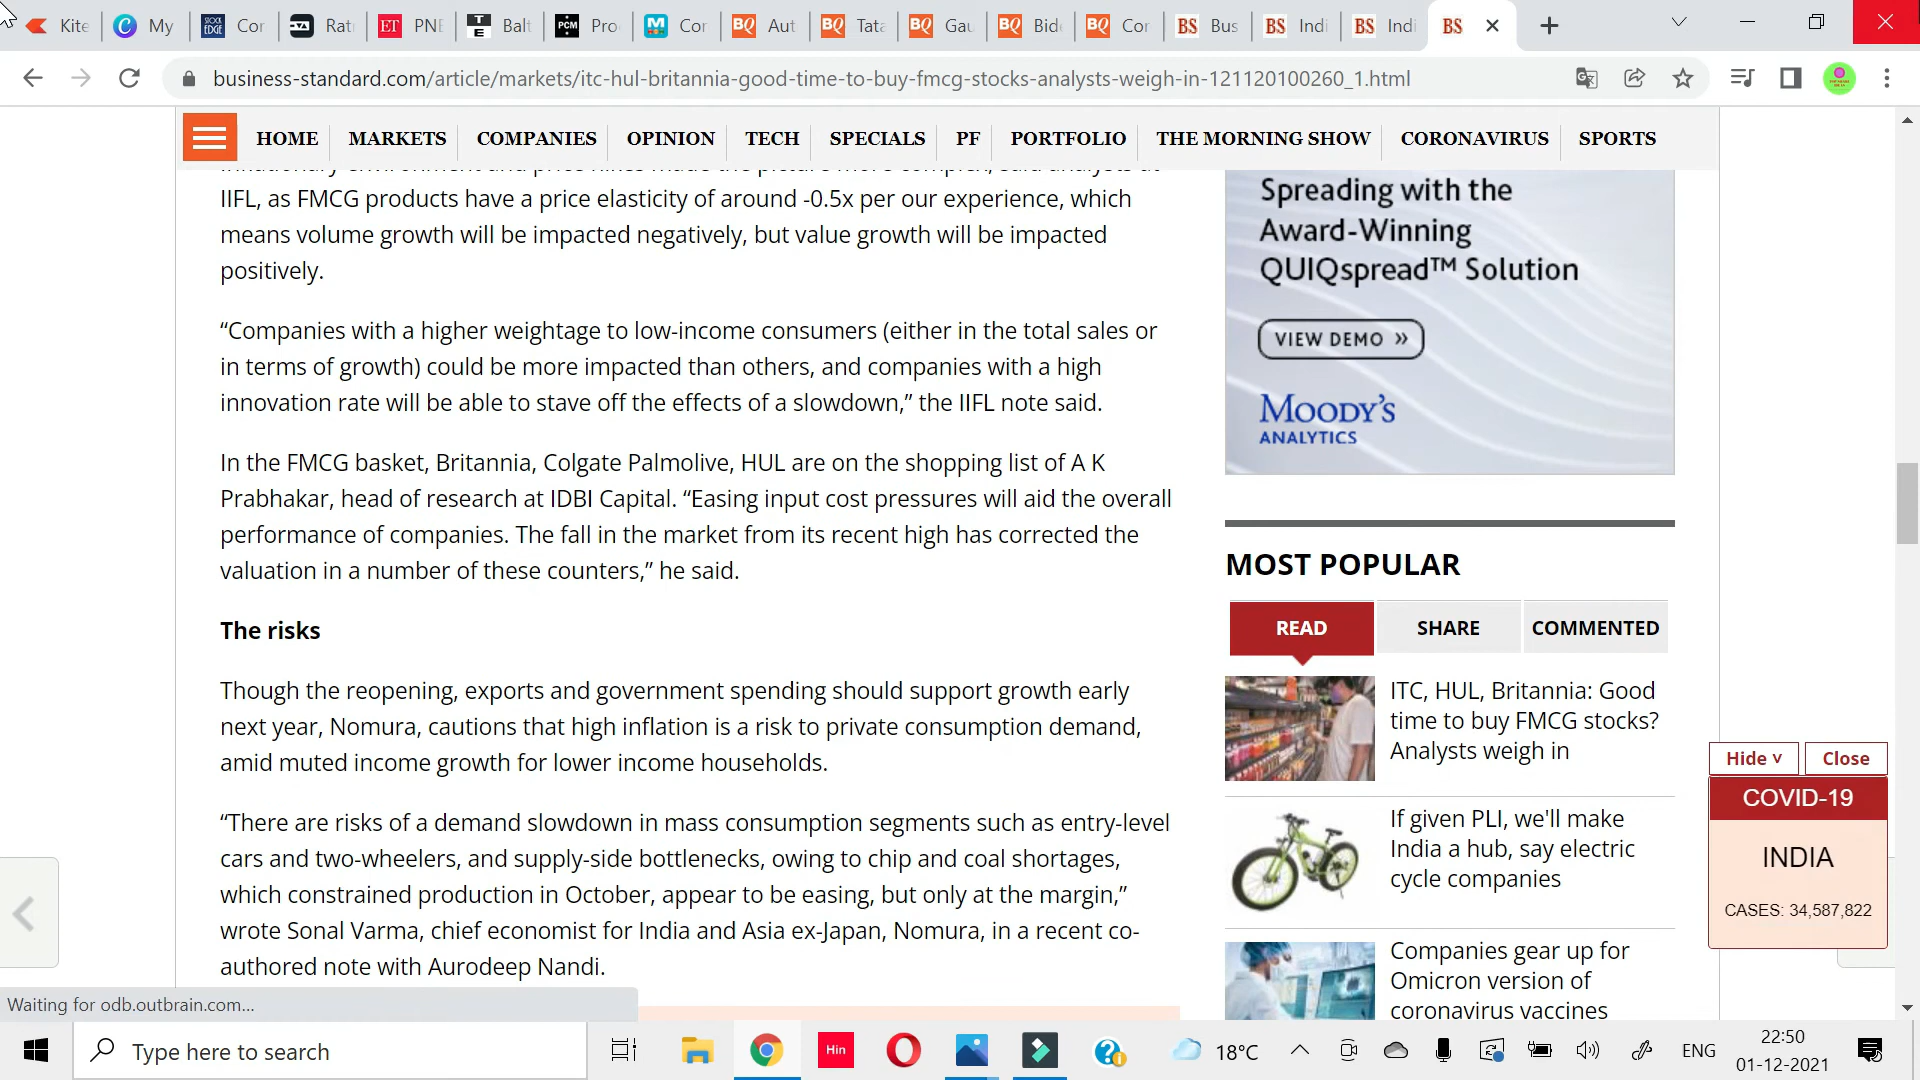 Kite
My
STOCK EDGE
Cor
Rati
ET
PNE
T E
Balt
PCM
Pro
M
Cor
BQ
Aut
BQ
Tata
BQ
Gau
BQ
Bide
BQ
Cor
BS
Bus
BS
Indi
BS
Indi
BS
business-standard.com/article/markets/itc-hul-britannia-good-time-to-buy-fmcg-stocks-analysts-weigh-in-121120100260_1.html
HOME
MARKETS
COMPANIES
OPINION
TECH
SPECIALS
PF
PORTFOLIO
THE MORNING SHOW
CORONAVIRUS
SPORTS
IIFL, as FMCG products have a price elasticity of around -0.5x per our experience, which
means volume growth will be impacted negatively, but value growth will be impacted
positively.
“Companies with a higher weightage to low-income consumers (either in the total sales or
in terms of growth) could be more impacted than others, and companies with a high
innovation rate will be able to stave off the effects of a slowdown,” the IIFL note said.
In the FMCG basket, Britannia, Colgate Palmolive, HUL are on the shopping list of A K
Prabhakar, head of research at IDBI Capital. “Easing input cost pressures will aid the overall
performance of companies. The fall in the market from its recent high has corrected the
valuation in a number of these counters,” he said.
The risks
Though the reopening, exports and government spending should support growth early
next year, Nomura, cautions that high inflation is a risk to private consumption demand,
amid muted income growth for lower income households.
“There are risks of a demand slowdown in mass consumption segments such as entry-level
cars and two-wheelers, and supply-side bottlenecks, owing to chip and coal shortages,
which constrained production in October, appear to be easing, but only at the margin,”
wrote Sonal Varma, chief economist for India and Asia ex-Japan, Nomura, in a recent co-
authored note with Aurodeep Nandi.
Spreading with the
Award-Winning
QUIQspread™ Solution
VIEW DEMO »
MOODY'S
ANALYTICS
MOST POPULAR
READ
SHARE
COMMENTED
ITC, HUL, Britannia: Good
time to buy FMCG stocks?
Analysts weigh in
If given PLI, we'll make
India a hub, say electric
cycle companies
Companies gear up for
Omicron version of
coronavirus vaccines
Hide v
Close
COVID-19
INDIA
CASES: 34,587,822
Waiting for odb.outbrain.com...
Type here to search
Hin
18°C
ENG
22:50
01-12-2021